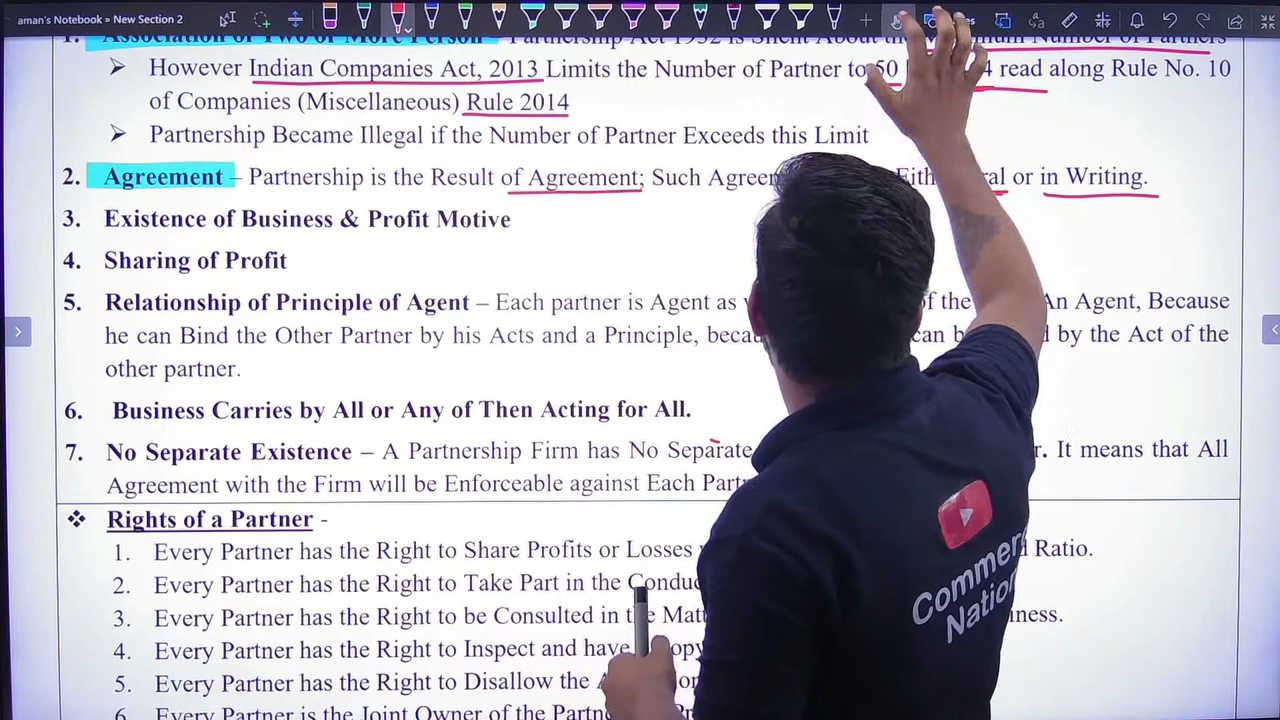 aman's Notebook » New Section 2
1. Association of Two or More Person - Partnership Act 1932 is Silent About Number of Partners
➢ However Indian Companies Act, 2013 Limits the Number of Partner to 50 4 read along Rule No. 10
of Companies (Miscellaneous) Rule 2014
➢ Partnership Became Illegal if the Number of Partner Exceeds this Limit
2. Agreement – Partnership is the Result of Agreement; Such or in Writing.
3. Existence of Business & Profit Motive
4. Sharing of Profit
5. Relationship of Principle of Agent – Each partner is Agent as of the An Agent, Because
he can Bind the Other Partner by his Acts and a Principle, can by the Act of the
other partner.
6. Business Carries by All or Any of Then Acting for All.
7. No Separate Existence – A Partnership Firm has No Separate It means that All
Agreement with the Firm will be Enforceable against Each
❖ Rights of a Partner -
1. Every Partner has the Right to Share Profits or Losses Ratio.
2. Every Partner has the Right to Take Part in the
3. Every Partner has the Right to be Consulted in the
4. Every Partner has the Right to Inspect and have
5. Every Partner has the Right to Disallow the
6. Every Partner is the Joint Owner of the
Commerce
Nation